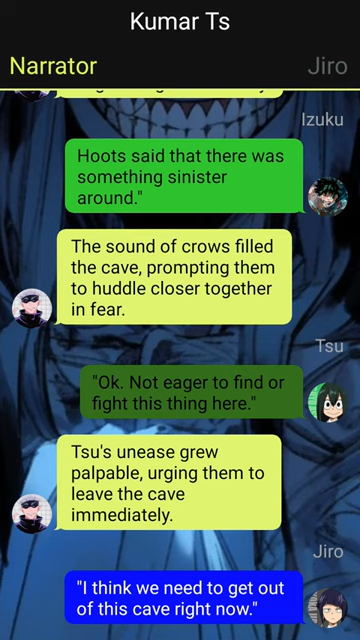 Kumar Ts
Narrator
Jiro
Izuku
Hoots said that there was
something sinister
around."
The sound of crows filled
the cave, prompting them
to huddle closer together
in fear.
Tsu
"Ok. Not eager to find or
fight this thing here."
Tsu's unease grew
palpable, urging them to
leave the cave
immediately.
Jiro
"I think we need to get out
of this cave right now."